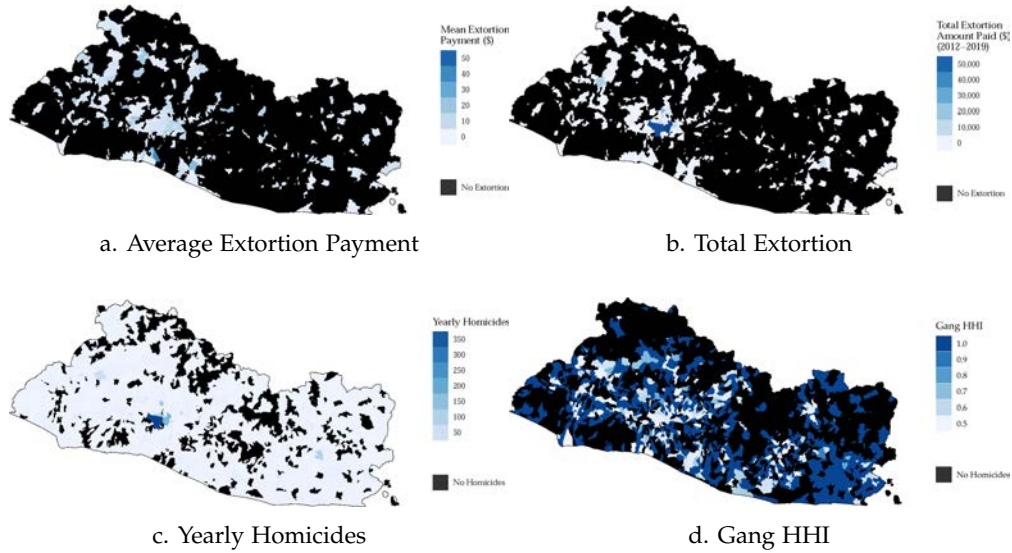 Mean Extortion
Payment ($)
50
40
30
20
10
0
No Extortion
a. Average Extortion Payment
Total Extortion
Amount Paid ($)
(2012–2019)
50,000
40,000
30,000
20,000
10,000
0
No Extortion
b. Total Extortion
Yearly Homicides
350
300
250
200
150
100
50
No Homicides
c. Yearly Homicides
Gang HHI
1.0
0.9
0.8
0.7
0.6
0.5
No Homicides
d. Gang HHI